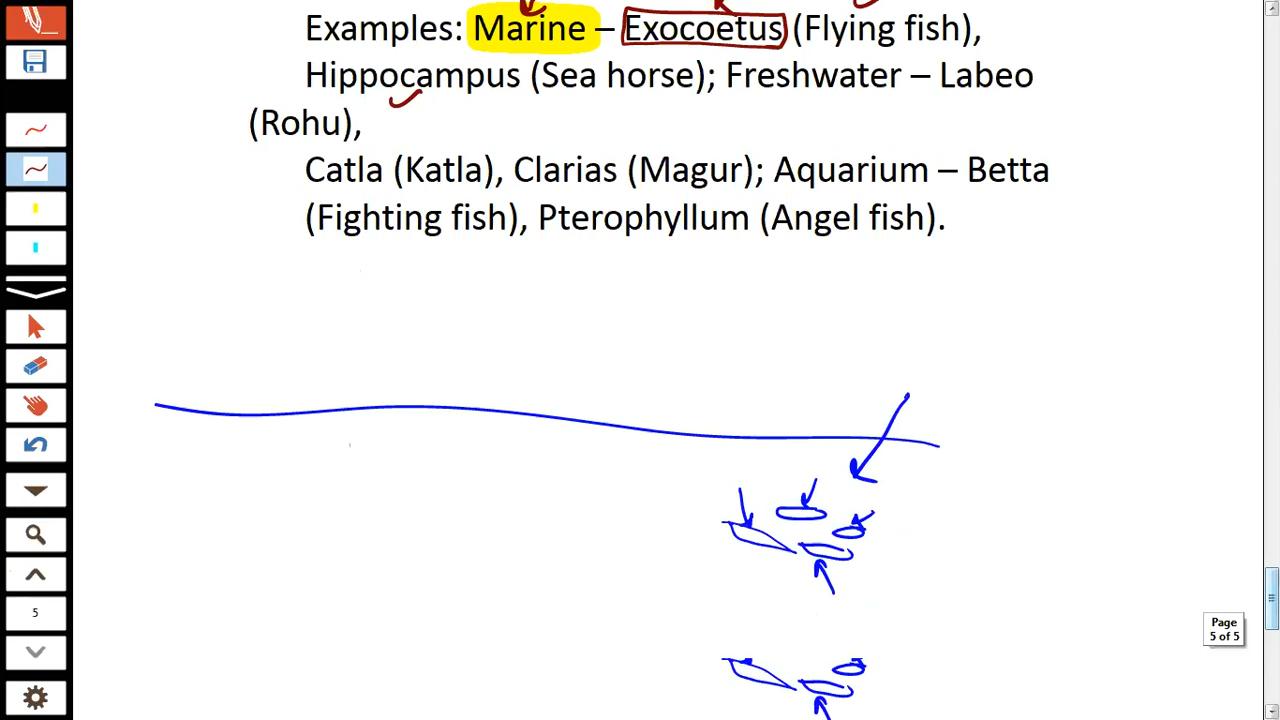 Examples: Marine – Exocoetus (Flying fish),
Hippocampus (Sea horse); Freshwater – Labeo
(Rohu),
Catla (Katla), Clarias (Magur); Aquarium – Betta
(Fighting fish), Pterophyllum (Angel fish).
5
Page
5 of 5